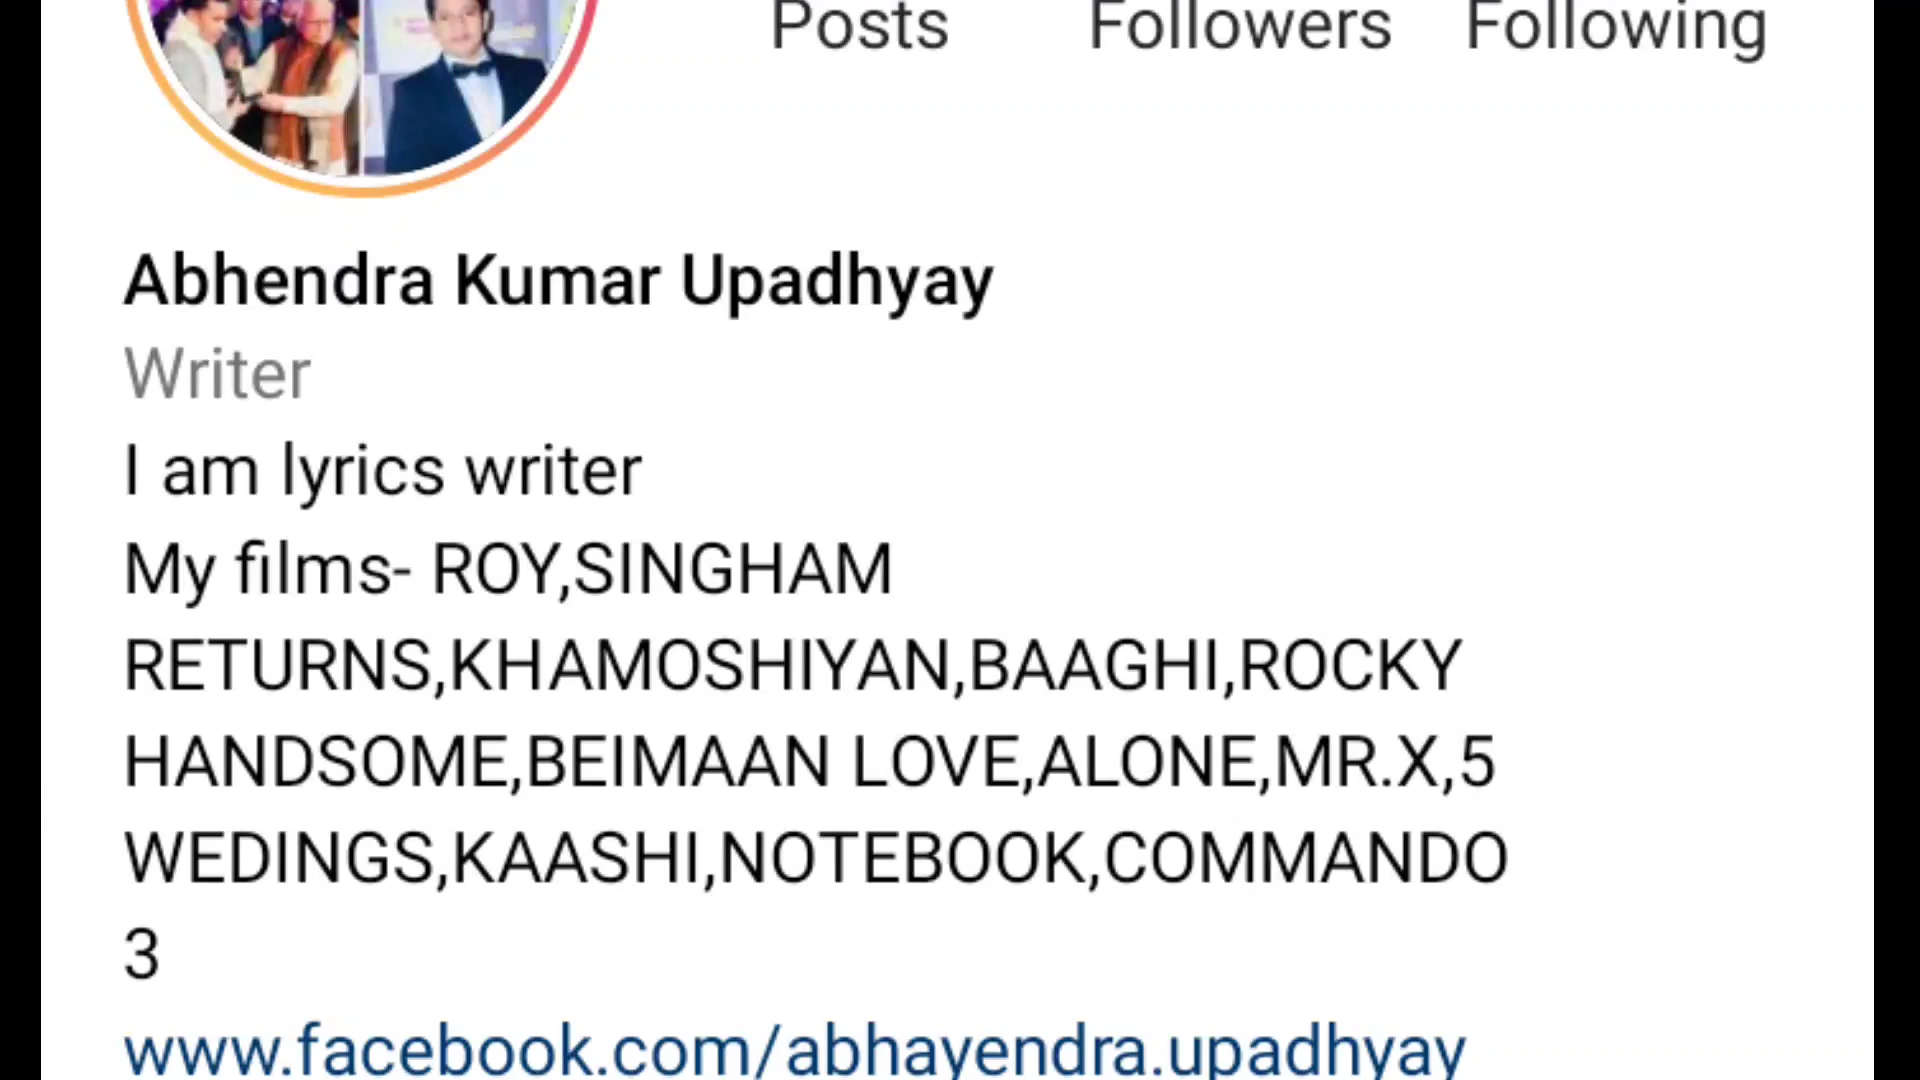 Posts Followers Following
Abhendra Kumar Upadhyay
Writer
I am lyrics writer
My films- ROY,SINGHAM
RETURNS,KHAMOSHIYAN,BAAGHI,ROCKY
HANDSOME,BEIMAAN LOVE,ALONE,MR.X,5
WEDINGS,KAASHI,NOTEBOOK,COMMANDO
3
www.facebook.com/abhayendra.upadhyay